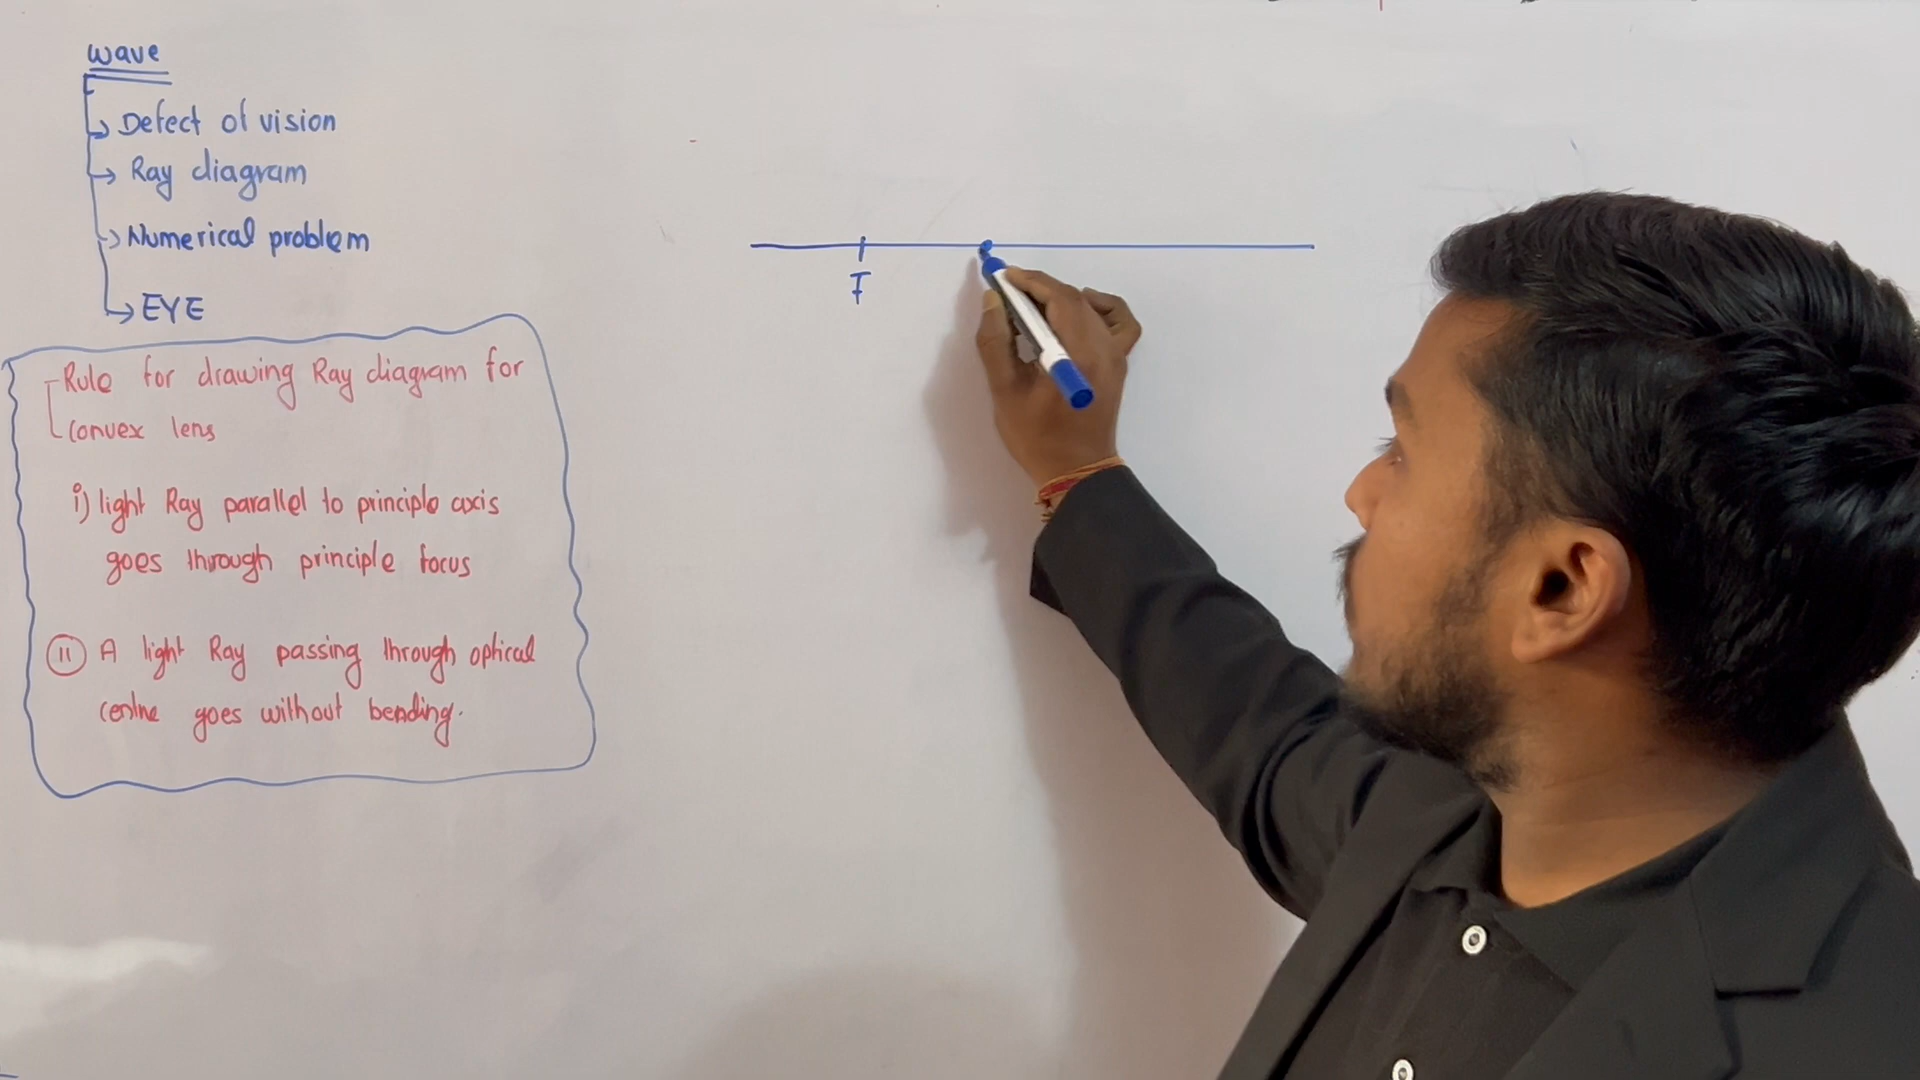 wave
Defect of vision
Ray diagram
Numerical problem
EYE
Rule for drawing Ray diagram for
convex lens
i) light Ray parallel to principle axis
goes through principle focus
ii A light Ray passing through optical
centre goes without bending.
F